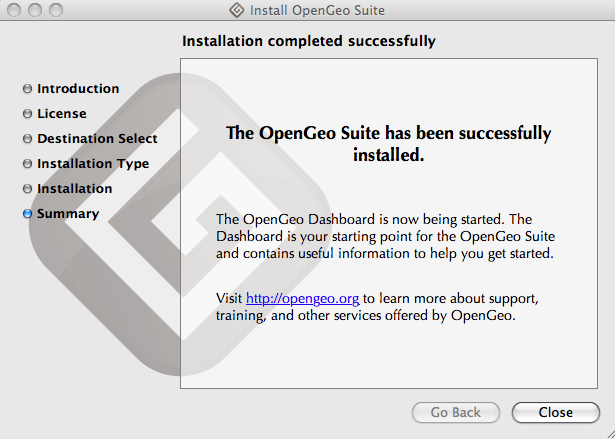 Install OpenGeo Suite
Installation completed successfully
Introduction
License
Destination Select
Installation Type
Installation
Summary
The OpenGeo Suite has been successfully
installed.
The OpenGeo Dashboard is now being started. The
Dashboard is your starting point for the OpenGeo Suite
and contains useful information to help you get started.
Visit http://opengeo.org to learn more about support,
training, and other services offered by OpenGeo.
Go Back
Close